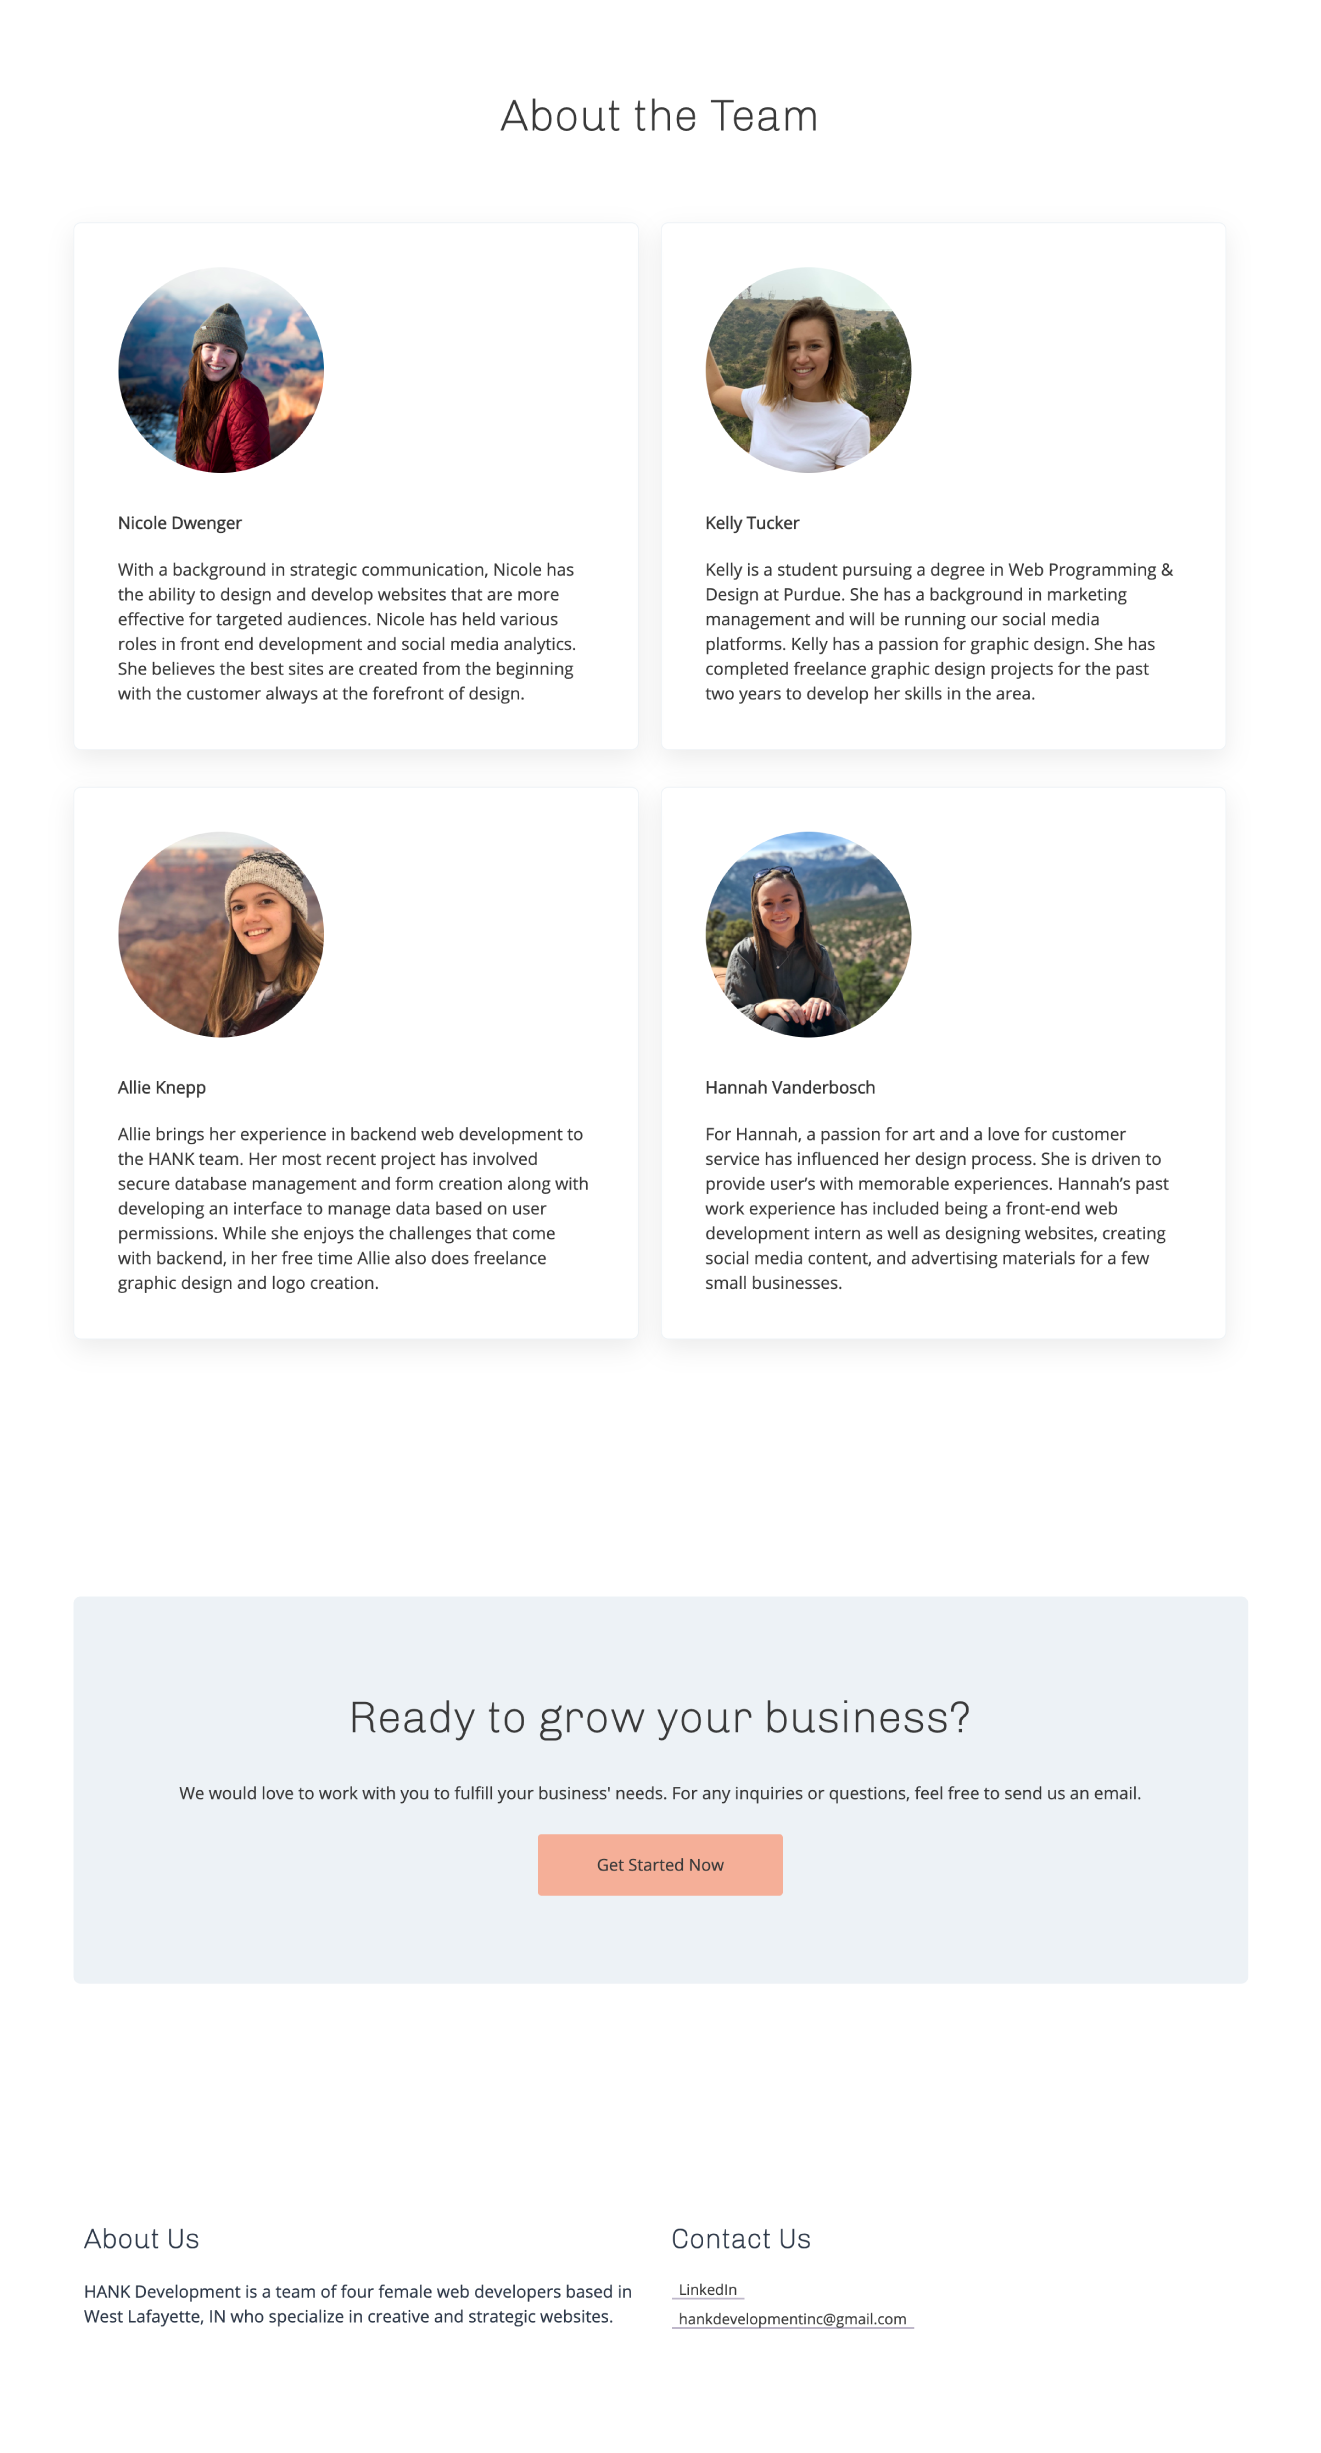 About the Team
Nicole Dwenger
With a background in strategic communication, Nicole has
the ability to design and develop websites that are more
effective for targeted audiences. Nicole has held various
roles in front end development and social media analytics.
She believes the best sites are created from the beginning
with the customer always at the forefront of design.
Kelly Tucker
Kelly is a student pursuing a degree in Web Programming &
Design at Purdue. She has a background in marketing
management and will be running our social media
platforms. Kelly has a passion for graphic design. She has
completed freelance graphic design projects for the past
two years to develop her skills in the area.
Allie Knepp
Allie brings her experience in backend web development to
the HANK team. Her most recent project has involved
secure database management and form creation along with
developing an interface to manage data based on user
permissions. While she enjoys the challenges that come
with backend, in her free time Allie also does freelance
graphic design and logo creation.
Hannah Vanderbosch
For Hannah, a passion for art and a love for customer
service has influenced her design process. She is driven to
provide user’s with memorable experiences. Hannah’s past
work experience has included being a front-end web
development intern as well as designing websites, creating
social media content, and advertising materials for a few
small businesses.
Ready to grow your business?
We would love to work with you to fulfill your business' needs. For any inquiries or questions, feel free to send us an email.
Get Started Now
About Us
HANK Development is a team of four female web developers based in
West Lafayette, IN who specialize in creative and strategic websites.
Contact Us
LinkedIn
hankdevelopmentinc@gmail.com